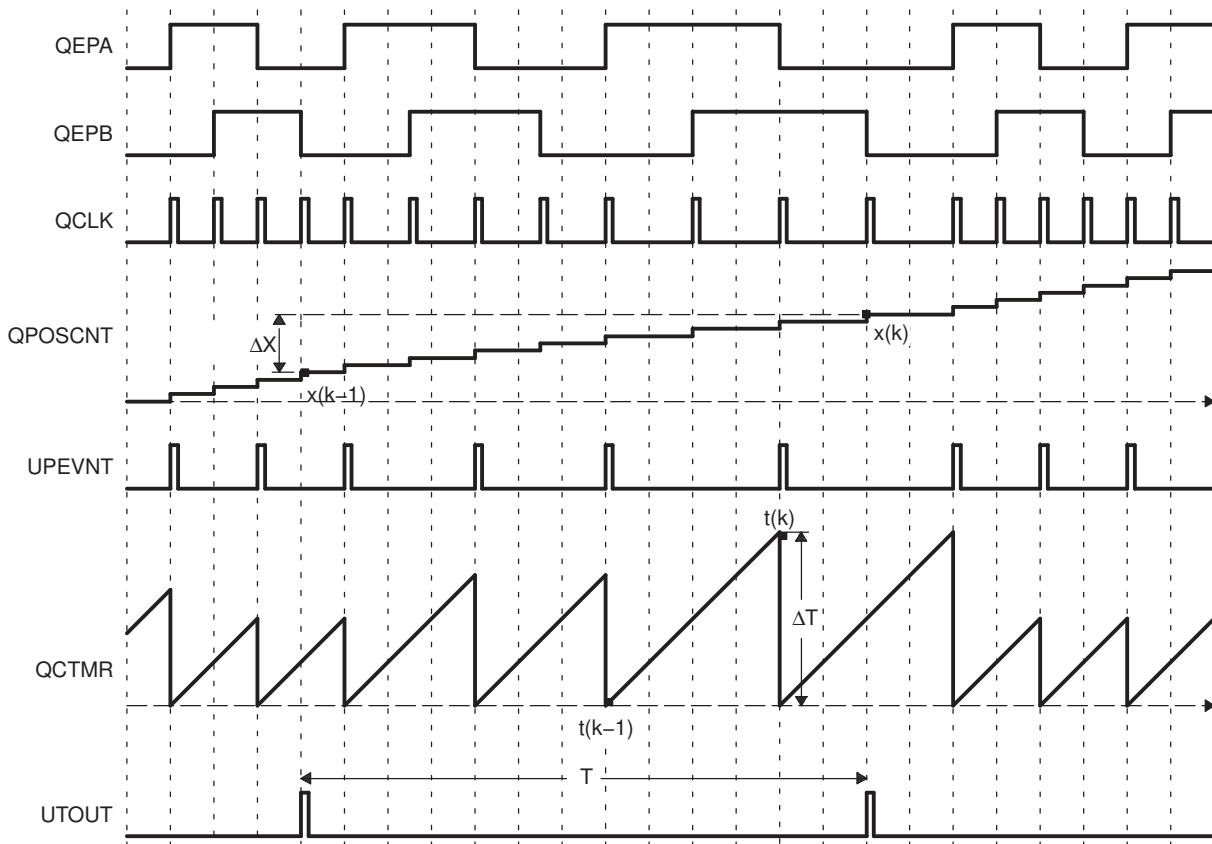 QEPA
QEPB
QCLK
QPOSCNT
ΔX
x(k)
x(k−1)
UPEVNT
t(k)
ΔT
QCTMR
t(k−1)
T
UTOUT